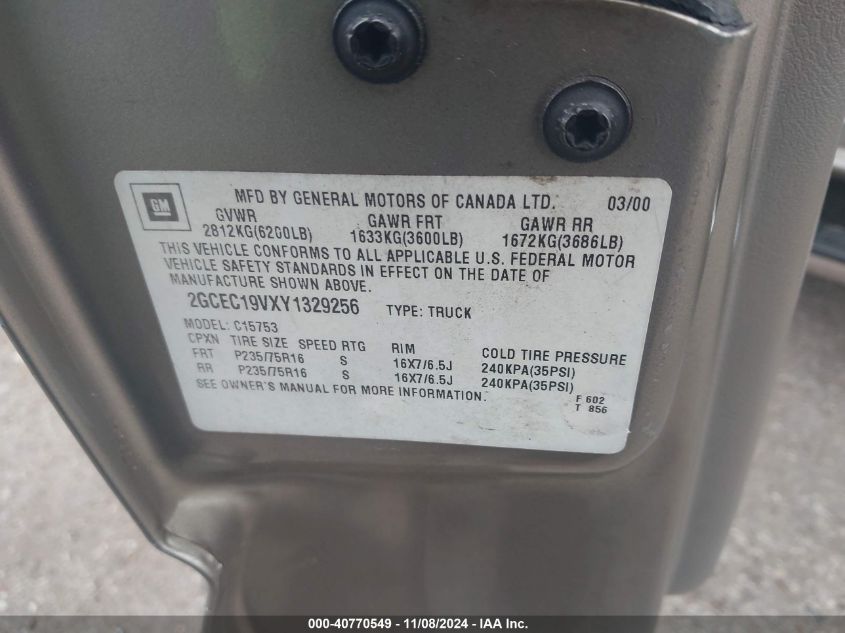 GM
MFD BY GENERAL MOTORS OF CANADA LTD. 03/00
GVWR GAWR FRT GAWR RR
2812KG(6200LB) 1633KG(3600LB) 1672KG(3686LB)
THIS VEHICLE CONFORMS TO ALL APPLICABLE U.S. FEDERAL MOTOR
VEHICLE SAFETY STANDARDS IN EFFECT ON THE DATE OF
MANUFACTURE SHOWN ABOVE.
2GCEC19VXY1329256 TYPE: TRUCK
MODEL: C15753
CPXN TIRE SIZE SPEED RTG RIM COLD TIRE PRESSURE
FRT P235/75R16 S 16X7/6.5J 240KPA(35PSI)
RR P235/75R16 S 16X7/6.5J 240KPA(35PSI)
SEE OWNER'S MANUAL FOR MORE INFORMATION.
F 602
T 856
000-40770549 - 11/08/2024 - IAA Inc.